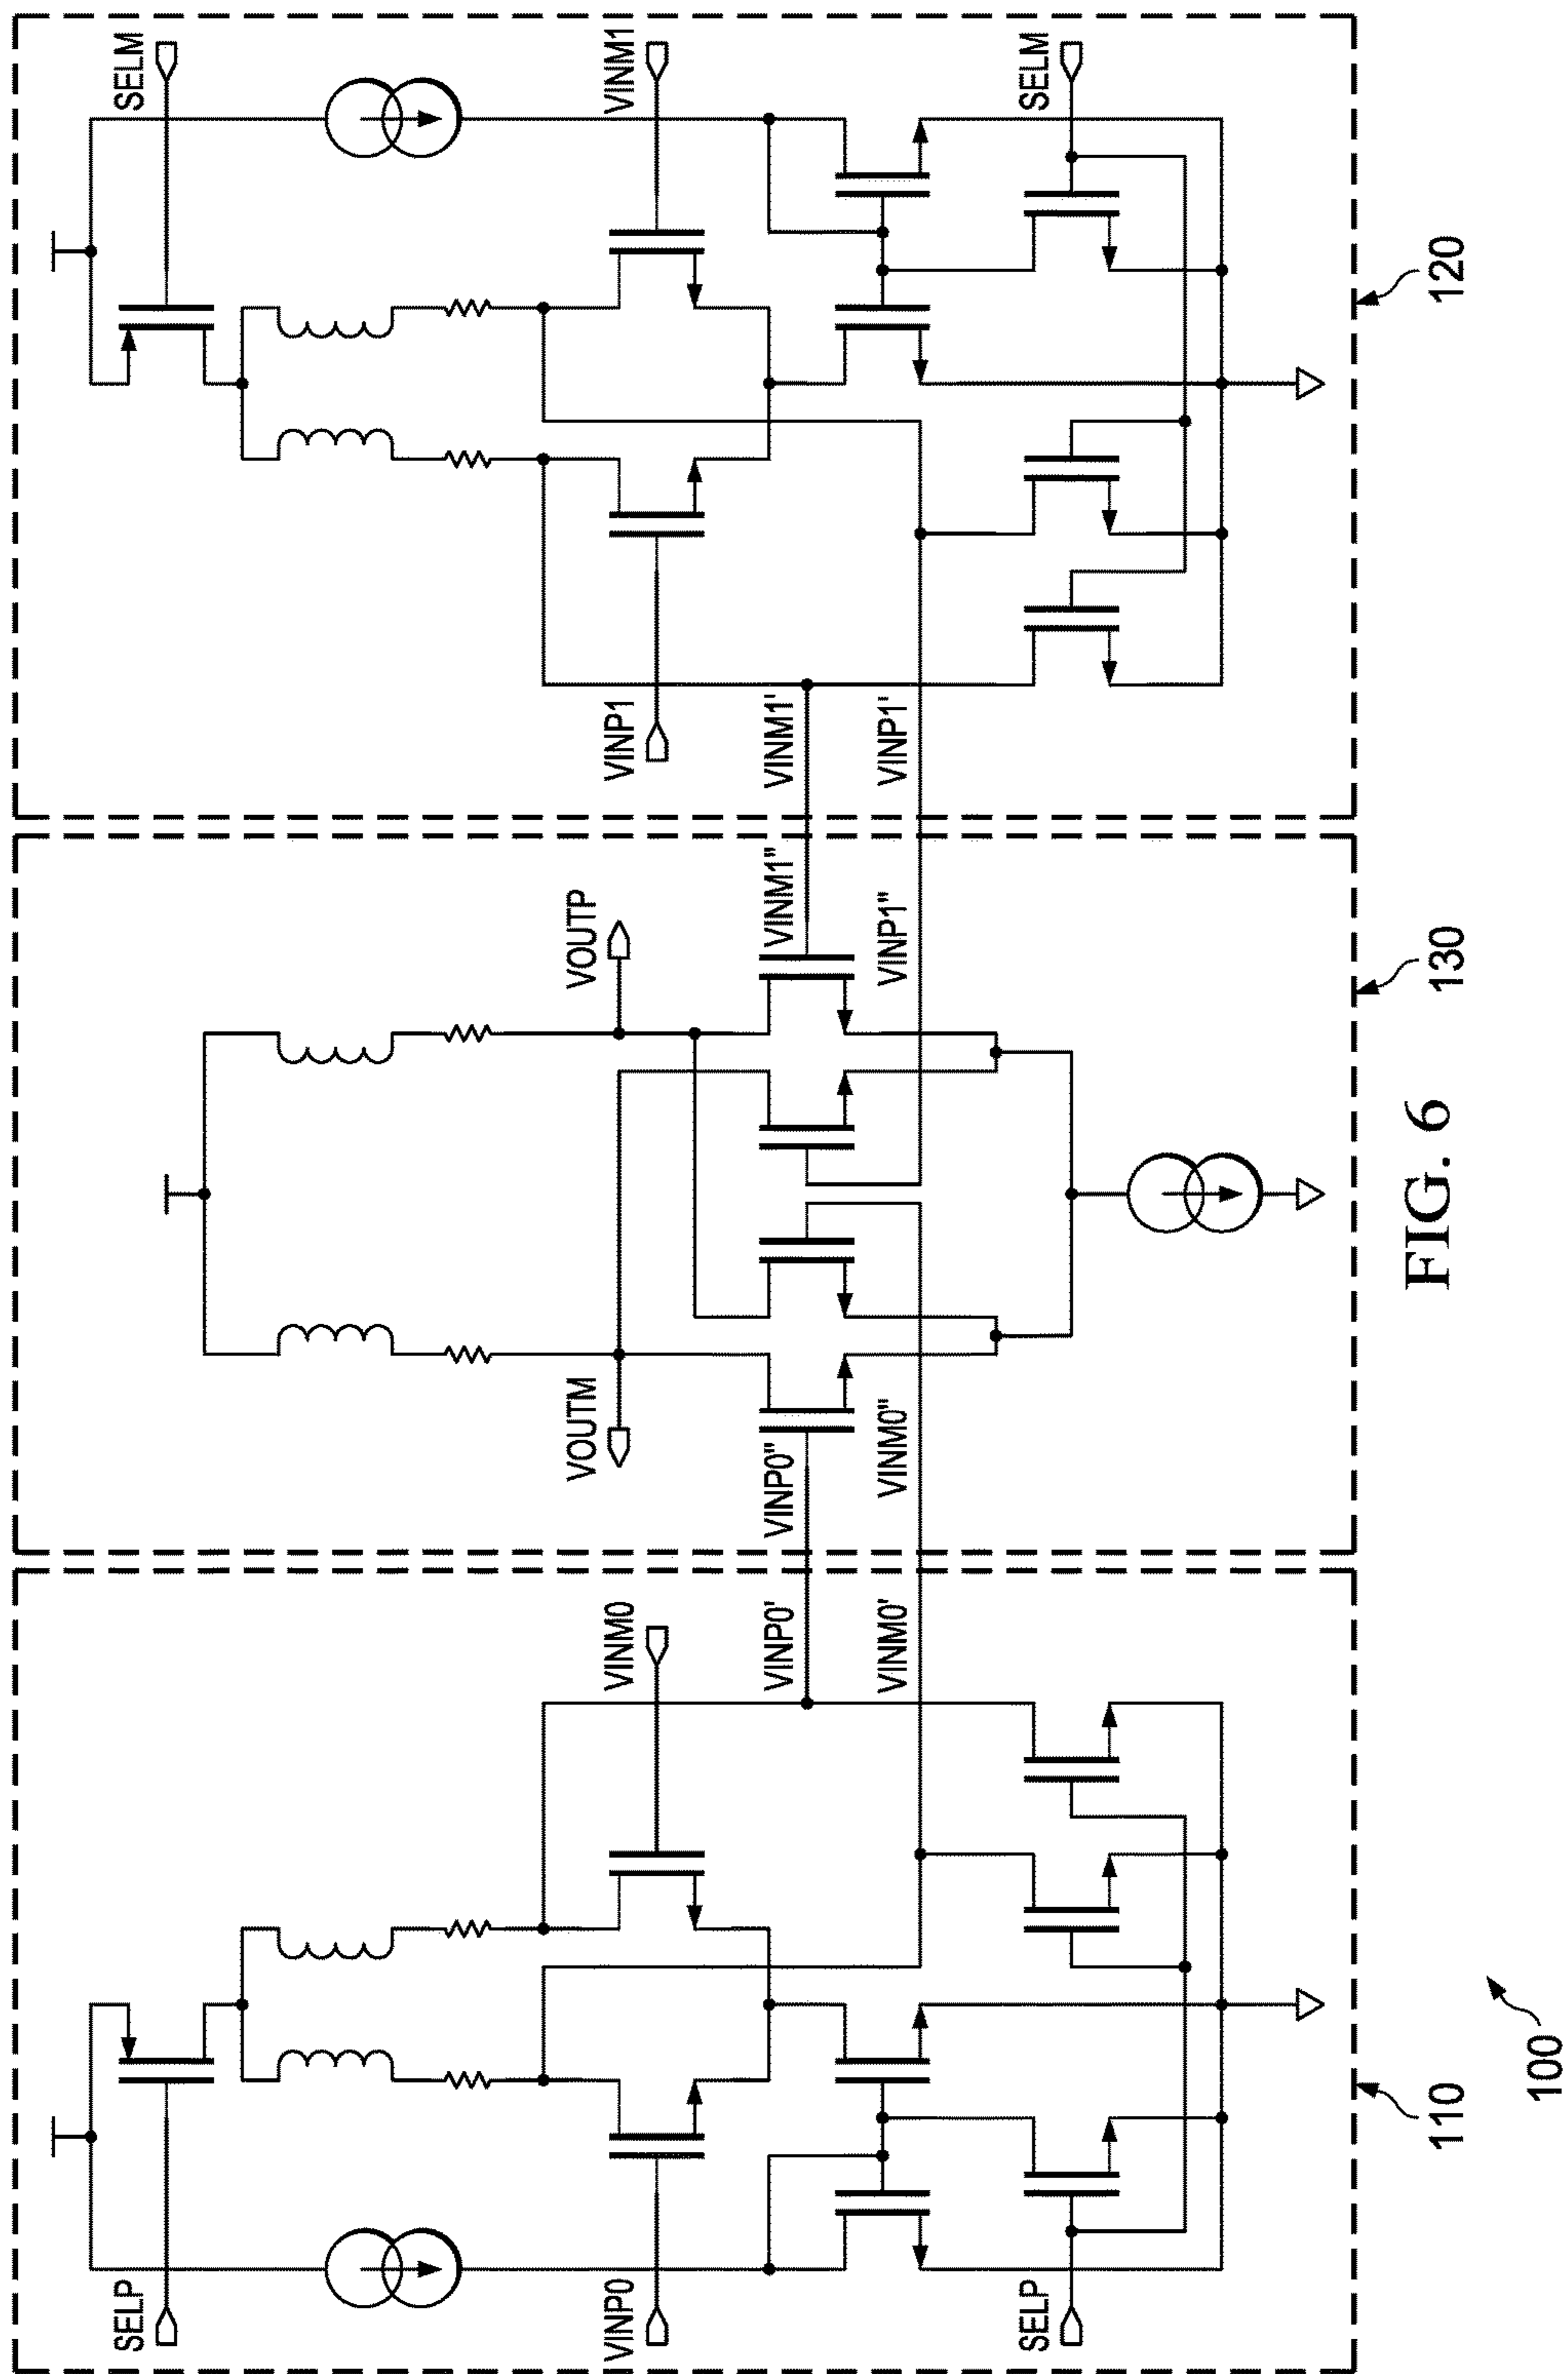 SELP
VINP0
SELP
VINM0
VINP0'
VINM0'
110
100
VOUTM
VINP0"
VINM0"
VOUTP
VINM1"
VINP1"
130
VINP1
VINM1'
VINP1'
SELM
VINM1
SELM
120
FIG. 6